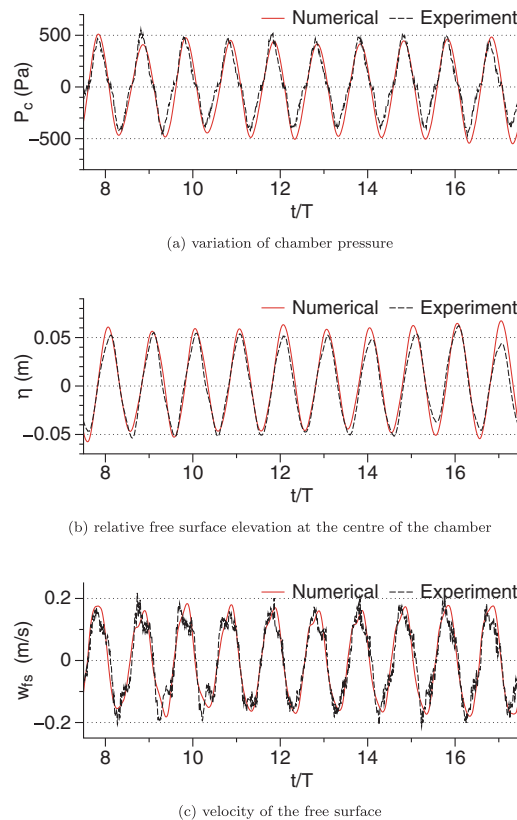 Numerical Experiment
500
0
−500
P_c (Pa)
8 10 12 14 16
t/T
(a) variation of chamber pressure
Numerical Experiment
0.05
0
−0.05
η (m)
8 10 12 14 16
t/T
(b) relative free surface elevation at the centre of the chamber
Numerical Experiment
0.2
0
−0.2
w_fs (m/s)
8 10 12 14 16
t/T
(c) velocity of the free surface